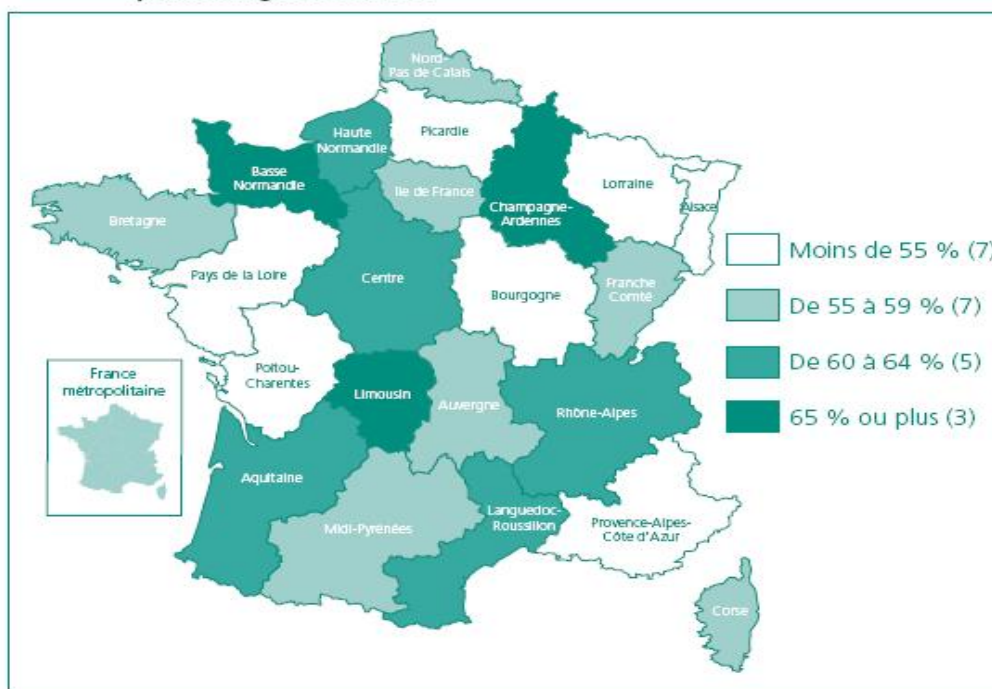 Nord-
Pas de Calais
Haute
Normandie
Picardie
Basse
Normandie
Ile de France
Champagne-
Ardennes
Lorraine
Alsace
Bretagne
Pays de la Loire
Centre
Bourgogne
Franche
Comté
Poitou-
Charentes
Limousin
Auvergne
Rhône-Alpes
Aquitaine
Midi-Pyrénées
Languedoc-
Roussillon
Provence-Alpes-
Côte d'Azur
Corse
France
métropolitaine
Moins de 55 % (7)
De 55 à 59 % (7)
De 60 à 64 % (5)
65 % ou plus (3)